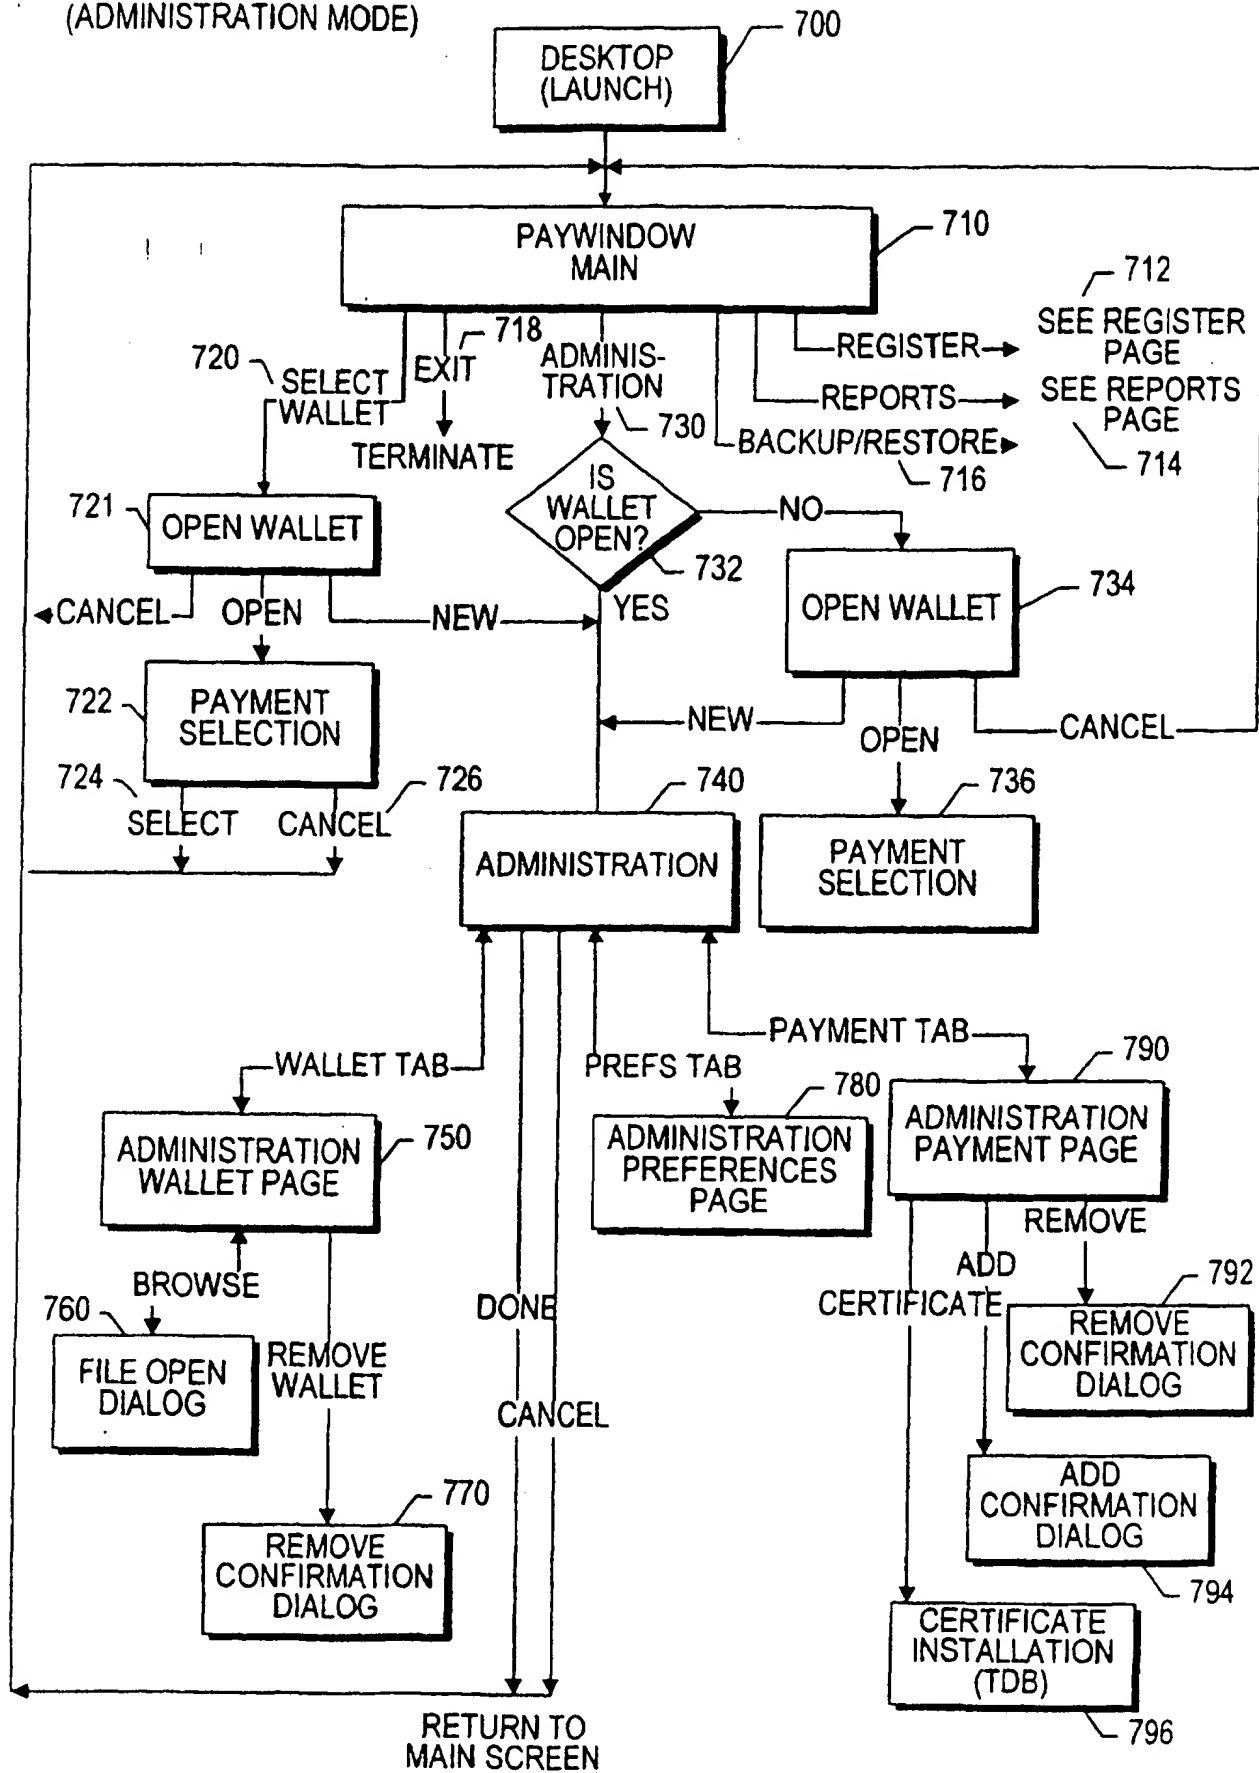 (ADMINISTRATION MODE)
700
DESKTOP
(LAUNCH)
710
PAYWINDOW
MAIN
712
SEE REGISTER
PAGE
REGISTER
718
EXIT
TERMINATE
720
SELECT
WALLET
ADMINIS-
TRATION
730
REPORTS
SEE REPORTS
PAGE
714
BACKUP/RESTORE
716
IS
WALLET
OPEN?
732
NO
YES
721
OPEN WALLET
734
OPEN WALLET
CANCEL
OPEN
NEW
722
PAYMENT
SELECTION
NEW
OPEN
CANCEL
724
SELECT
726
CANCEL
740
ADMINISTRATION
736
PAYMENT
SELECTION
WALLET TAB
PREFS TAB
PAYMENT TAB
750
ADMINISTRATION
WALLET PAGE
780
ADMINISTRATION
PREFERENCES
PAGE
790
ADMINISTRATION
PAYMENT PAGE
BROWSE
760
FILE OPEN
DIALOG
REMOVE
WALLET
DONE
CANCEL
REMOVE
ADD
CERTIFICATE
792
REMOVE
CONFIRMATION
DIALOG
770
REMOVE
CONFIRMATION
DIALOG
ADD
CONFIRMATION
DIALOG
794
CERTIFICATE
INSTALLATION
(TDB)
796
RETURN TO
MAIN SCREEN